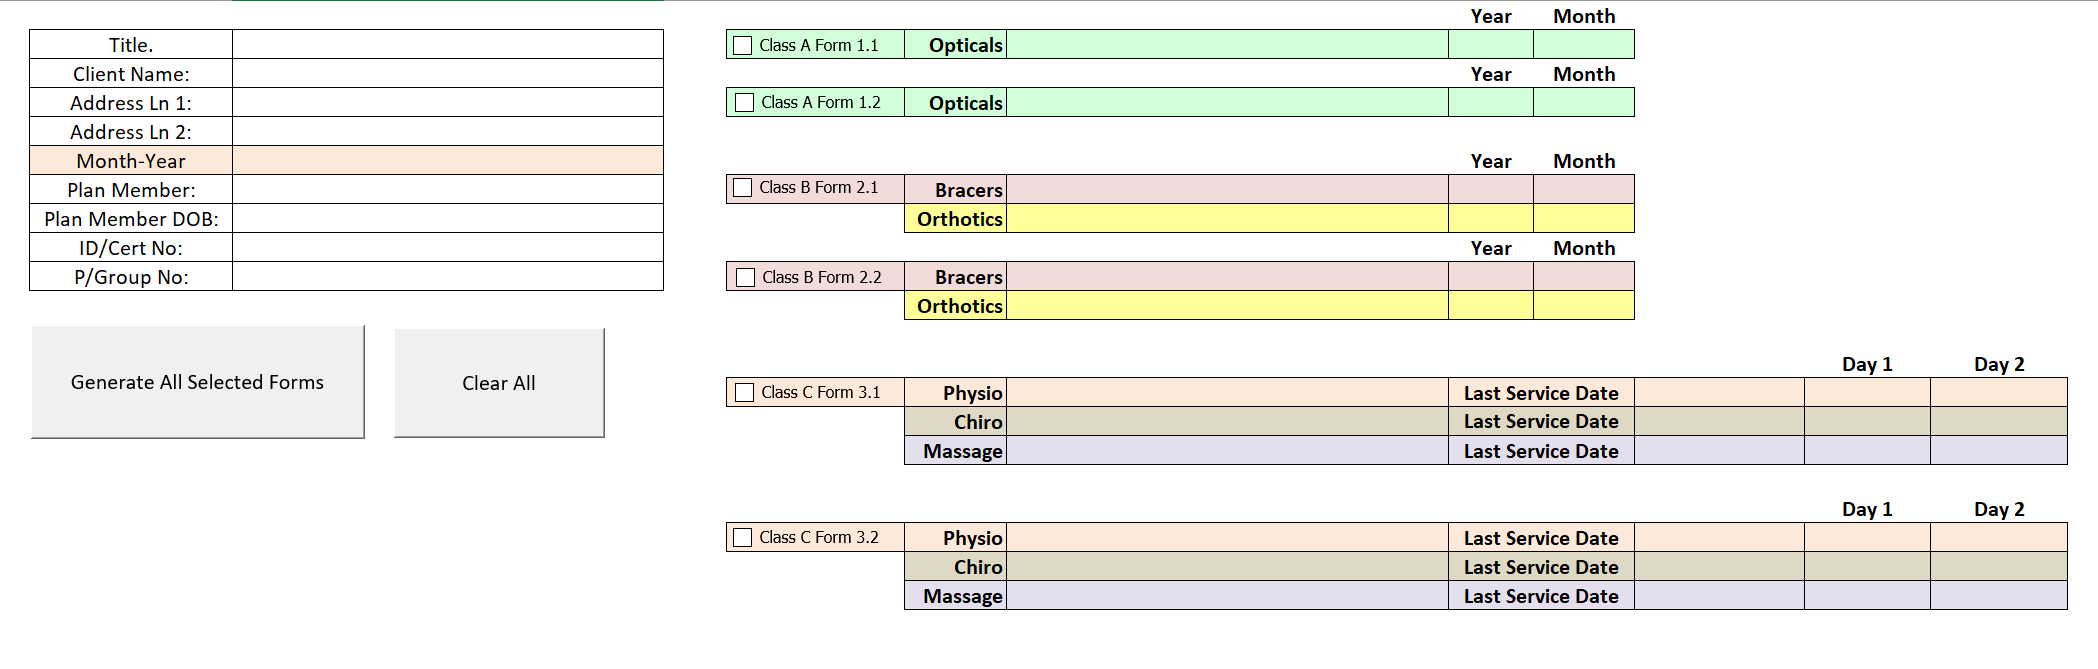 Title.
Client Name:
Address Ln 1:
Address Ln 2:
Month-Year
Plan Member:
Plan Member DOB:
ID/Cert No:
P/Group No:
Generate All Selected Forms
Clear All
Year Month
Class A Form 1.1 Opticals
Year Month
Class A Form 1.2 Opticals
Year Month
Class B Form 2.1 Bracers
Orthotics
Year Month
Class B Form 2.2 Bracers
Orthotics
Day 1 Day 2
Class C Form 3.1 Physio Last Service Date
Chiro Last Service Date
Massage Last Service Date
Day 1 Day 2
Class C Form 3.2 Physio Last Service Date
Chiro Last Service Date
Massage Last Service Date